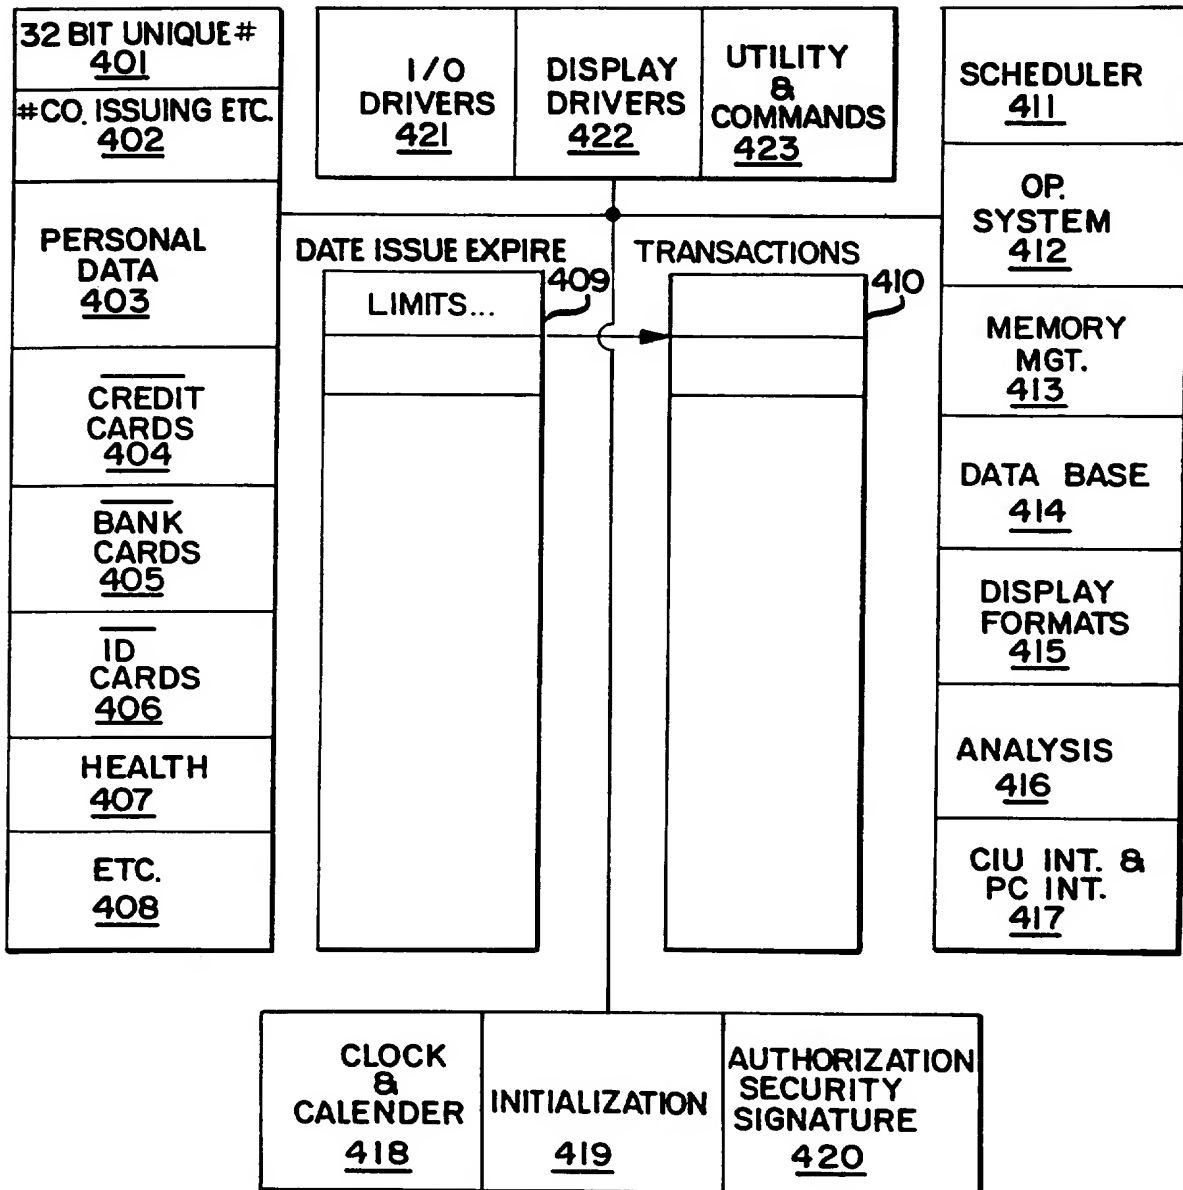 32 BIT UNIQUE#
401
#CO. ISSUING ETC.
402
PERSONAL
DATA
403
CREDIT
CARDS
404
BANK
CARDS
405
ID
CARDS
406
HEALTH
407
ETC.
408
I/O
DRIVERS
421
DISPLAY
DRIVERS
422
UTILITY
&
COMMANDS
423
DATE ISSUE EXPIRE
409
LIMITS...
TRANSACTIONS
410
SCHEDULER
411
OP.
SYSTEM
412
MEMORY
MGT.
413
DATA BASE
414
DISPLAY
FORMATS
415
ANALYSIS
416
CIU INT. &
PC INT.
417
CLOCK
&
CALENDER
418
INITIALIZATION
419
AUTHORIZATION
SECURITY
SIGNATURE
420